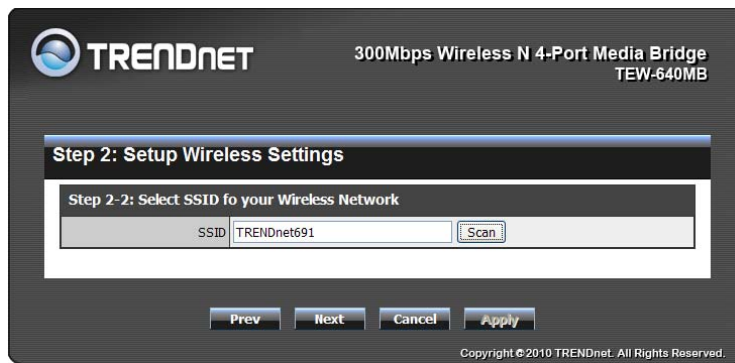 TRENDNET
300Mbps Wireless N 4-Port Media Bridge
TEW-640MB
Step 2: Setup Wireless Settings
Step 2-2: Select SSID fo your Wireless Network
SSID TRENDnet691 Scan
Prev Next Cancel Apply
Copyright © 2010 TRENDnet. All Rights Reserved.